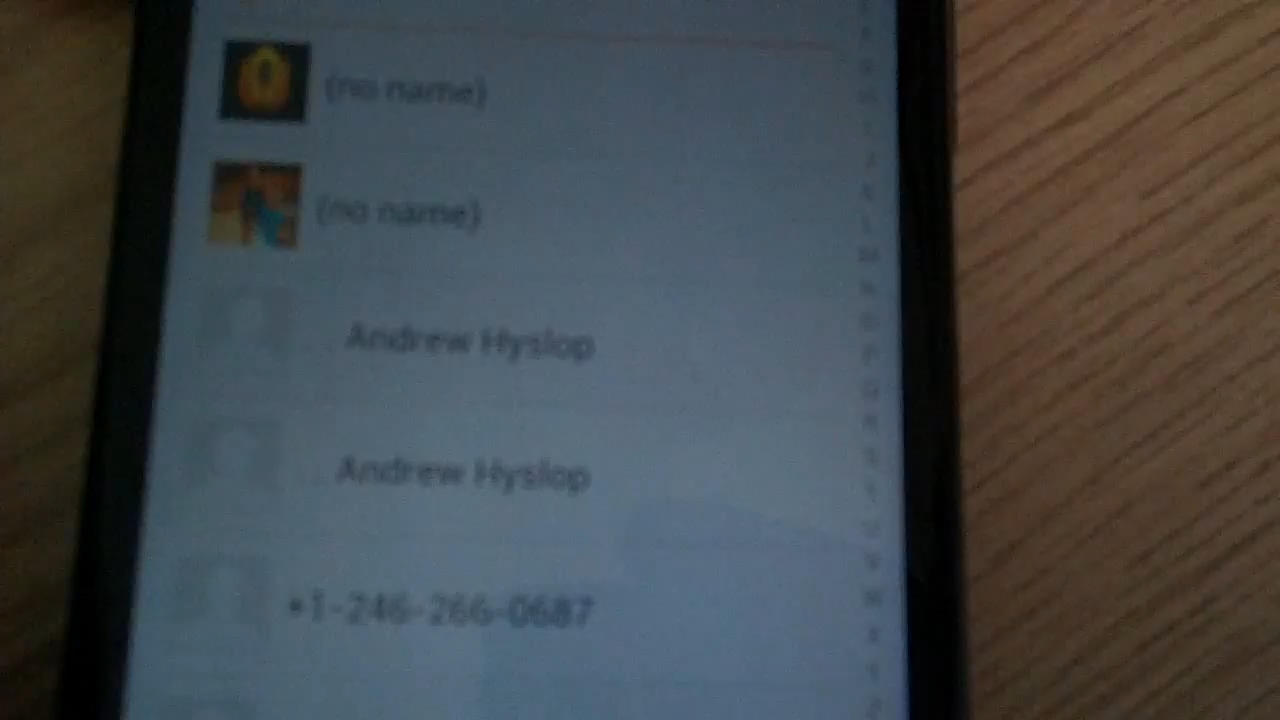 (no name)
(no name)
Andrew Hyslop
Andrew Hyslop
+1-246-266-0687